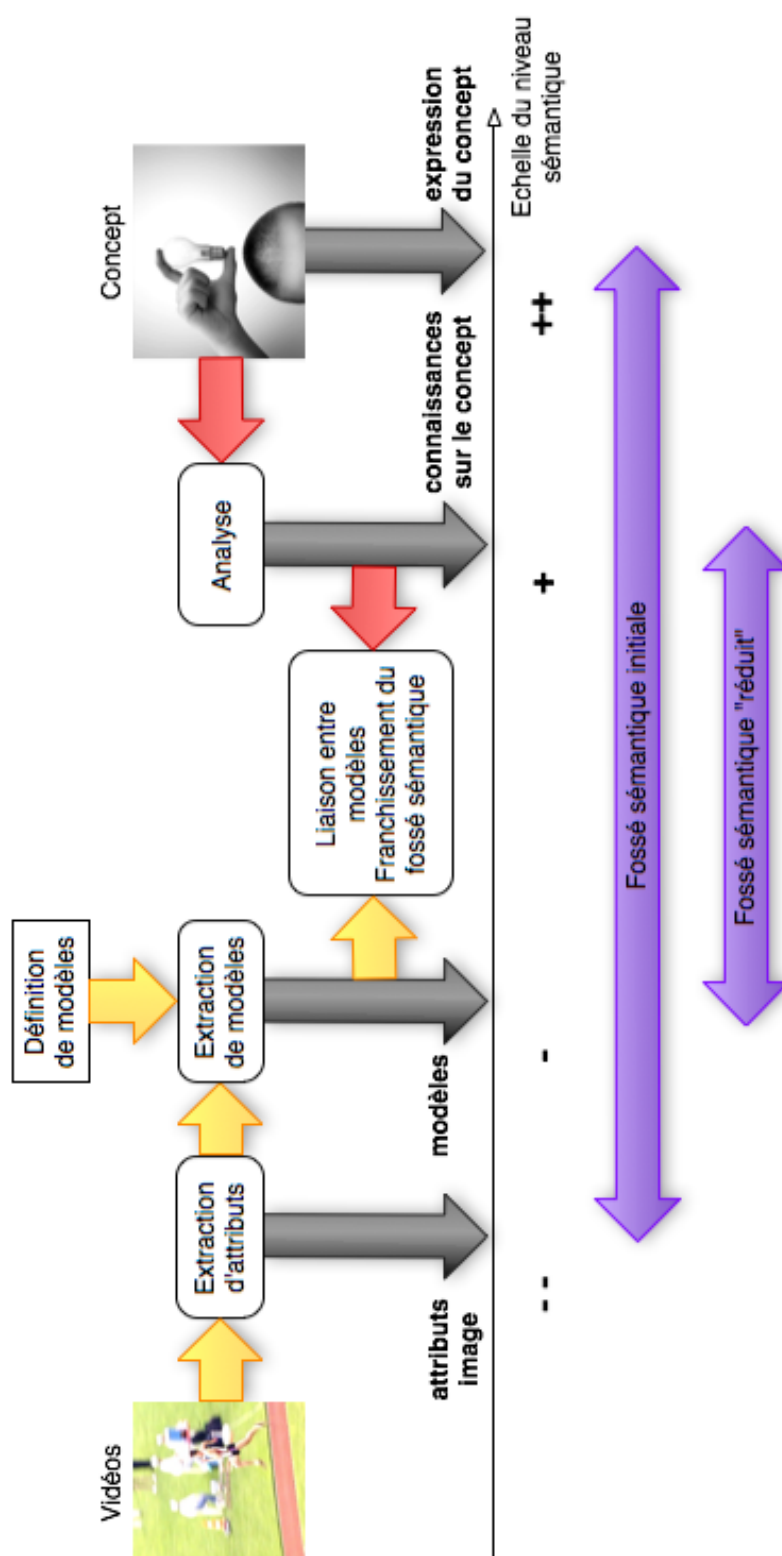 Vidéos
Extraction
d'attributs
attributs
image
Définition
de modèles
Extraction
de modèles
modèles
Liaison entre
modèles
Franchissement du
fossé sémantique
Analyse
connaissances
sur le concept
Concept
expression
du concept
Echelle du niveau
sémantique
- -
-
+
++
Fossé sémantique initiale
Fossé sémantique "réduit"